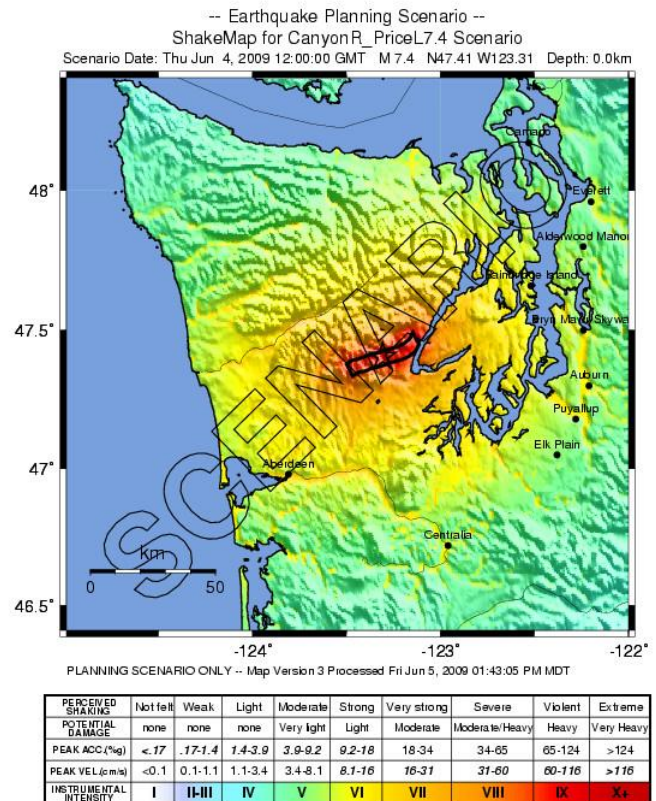 -- Earthquake Planning Scenario --
ShakeMap for CanyonR_PriceL7.4 Scenario
Scenario Date: Thu Jun 4, 2009 12:00:00 GMT M 7.4 N47.41 W123.31 Depth: 0.0km
Camano
48°
Everett
Alderwood Manor
SCENARIO
Bainbridge Island
47.5°
Bryn Mawr-Skyway
Auburn
Puyallup
Elk Plain
47°
Aberdeen
Centralia
km
0 50
46.5°
-124° -123° -122°
PLANNING SCENARIO ONLY -- Map Version 3 Processed Fri Jun 5, 2009 01:43:05 PM MDT
PERCEIVED SHAKING Not felt Weak Light Moderate Strong Very strong Severe Violent Extreme
POTENTIAL DAMAGE none none none Very light Light Moderate Moderate/Heavy Heavy Very Heavy
PEAK ACC.(%g) <.17 .17-1.4 1.4-3.9 3.9-9.2 9.2-18 18-34 34-65 65-124 >124
PEAK VEL.(cm/s) <0.1 0.1-1.1 1.1-3.4 3.4-8.1 8.1-16 16-31 31-60 60-116 >116
INSTRUMENTAL INTENSITY I II-III IV V VI VII VIII IX X+